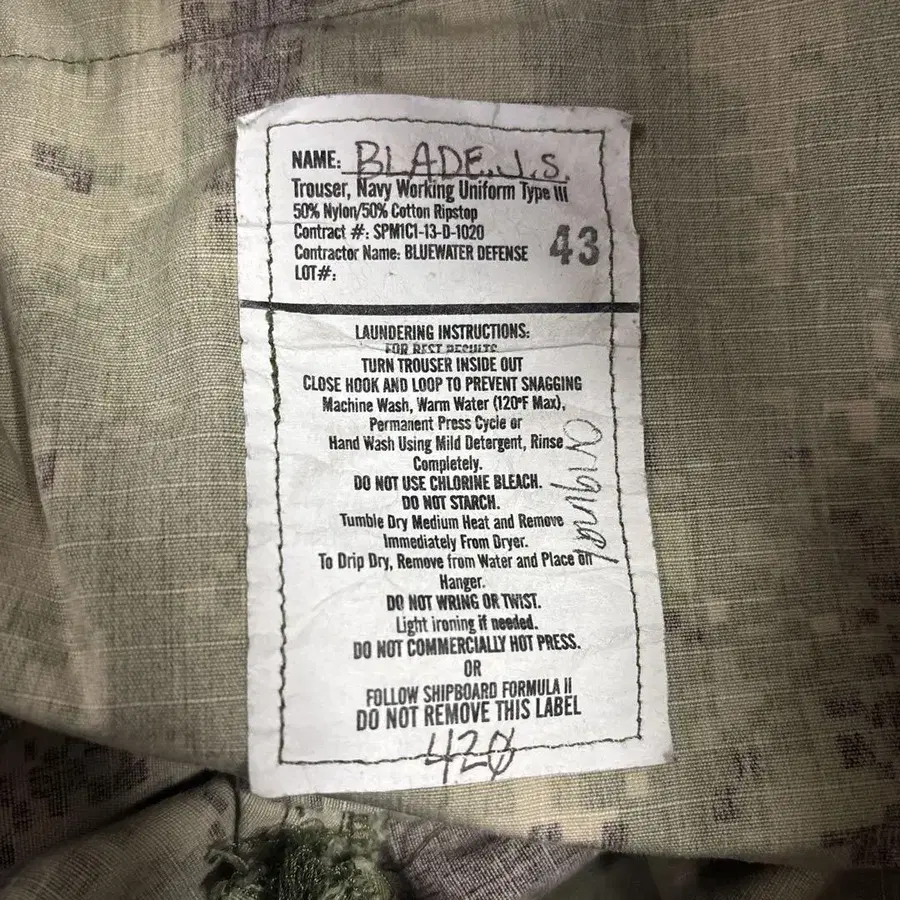 NAME: BLADE, J.S.
Trouser, Navy Working Uniform Type III
50% Nylon/50% Cotton Ripstop
Contract #: SPM1C1-13-D-1020
Contractor Name: BLUEWATER DEFENSE
43
LOT#:
LAUNDERING INSTRUCTIONS:
FOR BEST RESULTS
TURN TROUSER INSIDE OUT
CLOSE HOOK AND LOOP TO PREVENT SNAGGING
Machine Wash, Warm Water (120°F Max),
Permanent Press Cycle or
Hand Wash Using Mild Detergent, Rinse
Completely.
DO NOT USE CHLORINE BLEACH.
DO NOT STARCH.
Tumble Dry Medium Heat and Remove
Immediately From Dryer.
To Drip Dry, Remove from Water and Place on
Hanger.
DO NOT WRING OR TWIST.
Light ironing if needed.
DO NOT COMMERCIALLY HOT PRESS.
OR
FOLLOW SHIPBOARD FORMULA II
DO NOT REMOVE THIS LABEL
Original
420